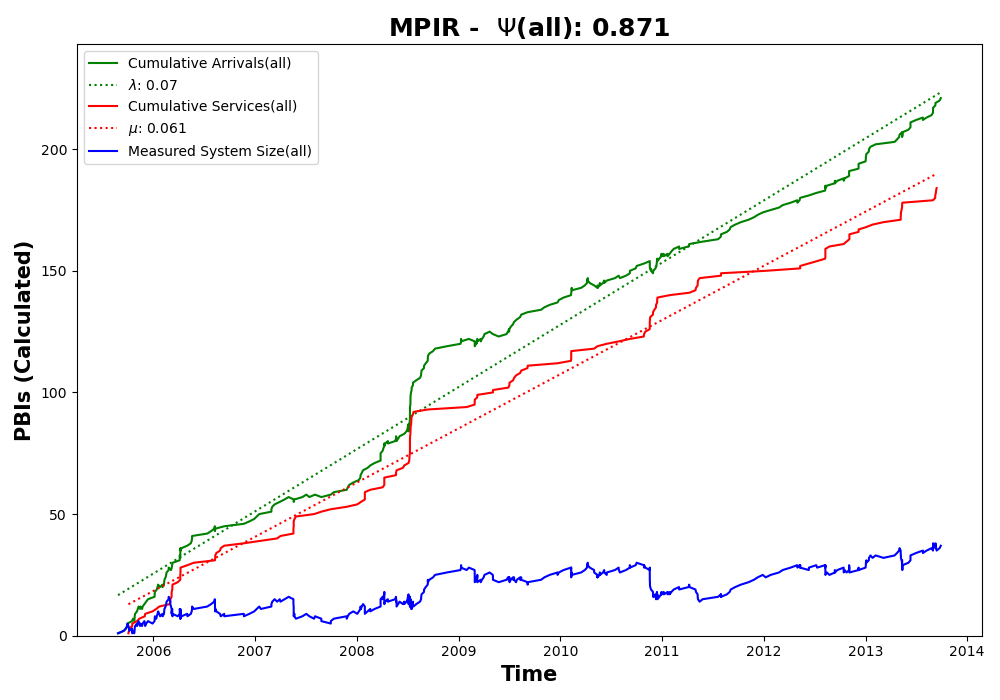 MPIR - Ψ(all): 0.871
Cumulative Arrivals(all)
λ: 0.07
Cumulative Services(all)
μ: 0.061
Measured System Size(all)
PBIs (Calculated)
200
150
100
50
0
2006 2007 2008 2009 2010 2011 2012 2013 2014
Time